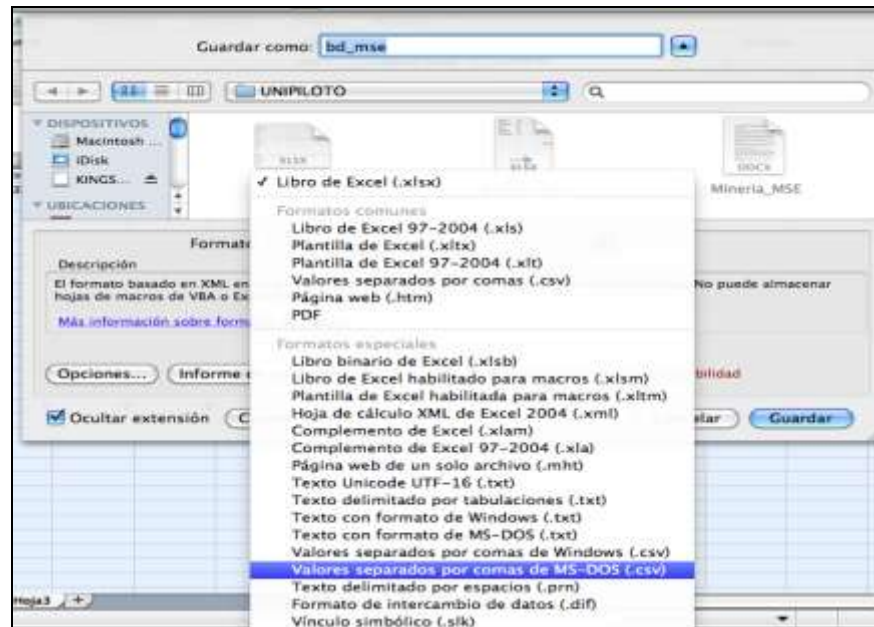 Guardar como: bd_mse
UNIPILOTO
DISPOSITIVOS
Macintosh ...
iDisk
KINGS...
UBICACIONES
XLSX
DOCX
Minería_MSE
✓ Libro de Excel (.xlsx)
Formatos comunes
Libro de Excel 97-2004 (.xls)
Plantilla de Excel (.xltx)
Plantilla de Excel 97-2004 (.xlt)
Valores separados por comas (.csv)
Página web (.htm)
PDF
Formatos especiales
Libro binario de Excel (.xlsb)
Libro de Excel habilitado para macros (.xlsm)
Plantilla de Excel habilitada para macros (.xltm)
Hoja de cálculo XML de Excel 2004 (.xml)
Complemento de Excel (.xlam)
Complemento de Excel 97-2004 (.xla)
Página web de un solo archivo (.mht)
Texto Unicode UTF-16 (.txt)
Texto delimitado por tabulaciones (.txt)
Texto con formato de Windows (.txt)
Texto con formato de MS-DOS (.txt)
Valores separados por comas de Windows (.csv)
Valores separados por comas de MS-DOS (.csv)
Texto delimitado por espacios (.prn)
Formato de intercambio de datos (.dif)
Vínculo simbólico (.slk)
Format
Descripción
El formato basado en XML en
No puede almacenar
hojas de macros de VBA o Ex
Más información sobre form
Opciones...
Informe
bilidad
Ocultar extensión
C
elar
Guardar
Hoja3